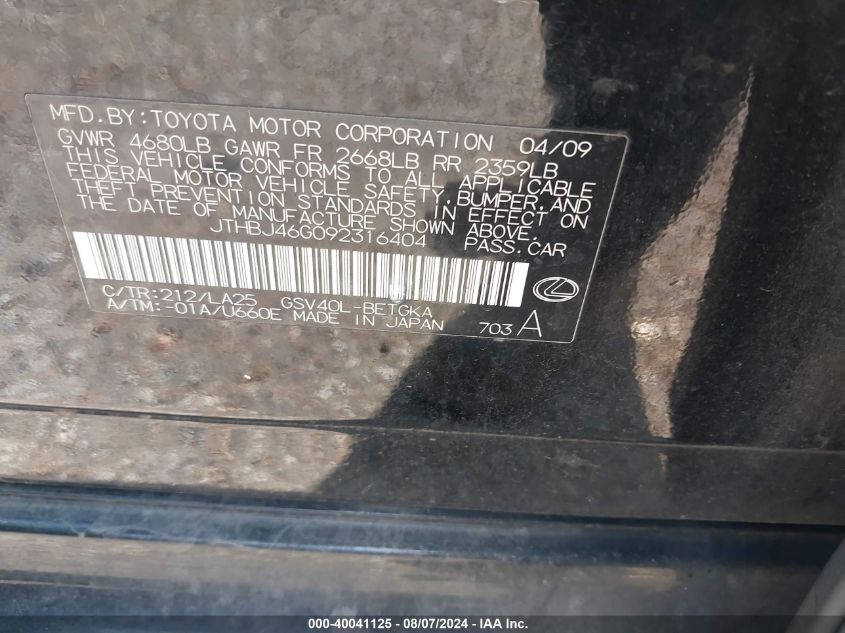 MFD. BY: TOYOTA MOTOR CORPORATION 04/09
GVWR 4680LB GAWR FR 2668LB RR 2359LB
THIS VEHICLE CONFORMS TO ALL APPLICABLE
FEDERAL MOTOR VEHICLE SAFETY, BUMPER, AND
THEFT PREVENTION STANDARDS IN EFFECT ON
THE DATE OF MANUFACTURE SHOWN ABOVE.
JTHBJ46G092316404 PASS. CAR
C/TR: 212/LA25 GSV40L-BETGKA
A/TM: -01A/U660E MADE IN JAPAN 703 A
000-40041125 - 08/07/2024 - IAA Inc.